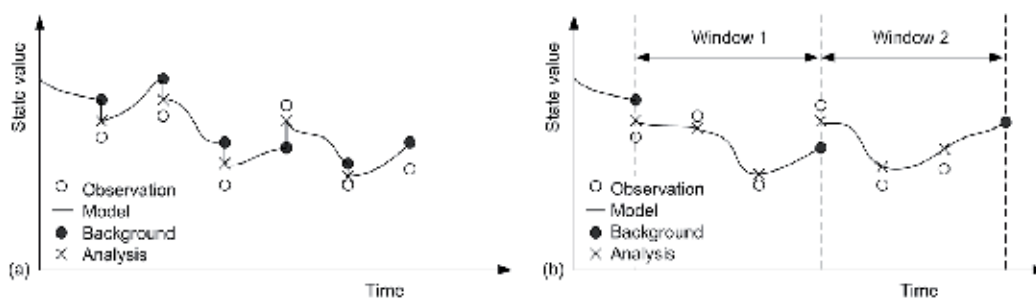 State value
Observation
Model
Background
Analysis
(a)
Time
State value
Window 1
Window 2
Observation
Model
Background
Analysis
(b)
Time